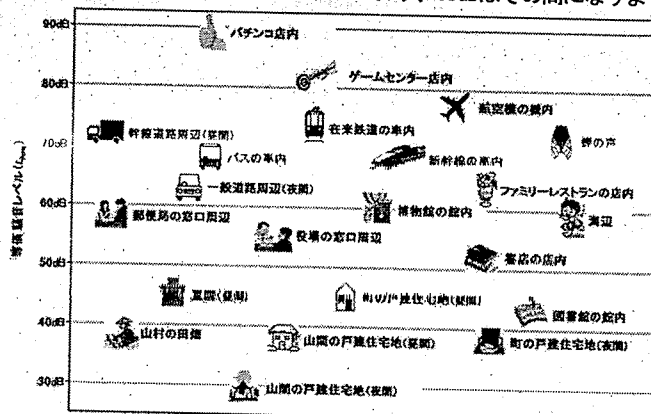 90dB
パチンコ店内
ゲームセンター店内
80dB
航空機の機内
在来鉄道の車内
幹線道路周辺(昼間)
蝉の声
70dB
バスの車内
新幹線の車内
一般道路周辺(夜間)
ファミリーレストランの店内
60dB
郵便局の窓口周辺
博物館の館内
海辺
役場の窓口周辺
書店の店内
50dB
町の戸建住宅地(昼間)
図書館の館内
40dB
山村の田畑
山間の戸建住宅地(昼間)
町の戸建住宅地(夜間)
30dB
山間の戸建住宅地(夜間)
等価騒音レベル